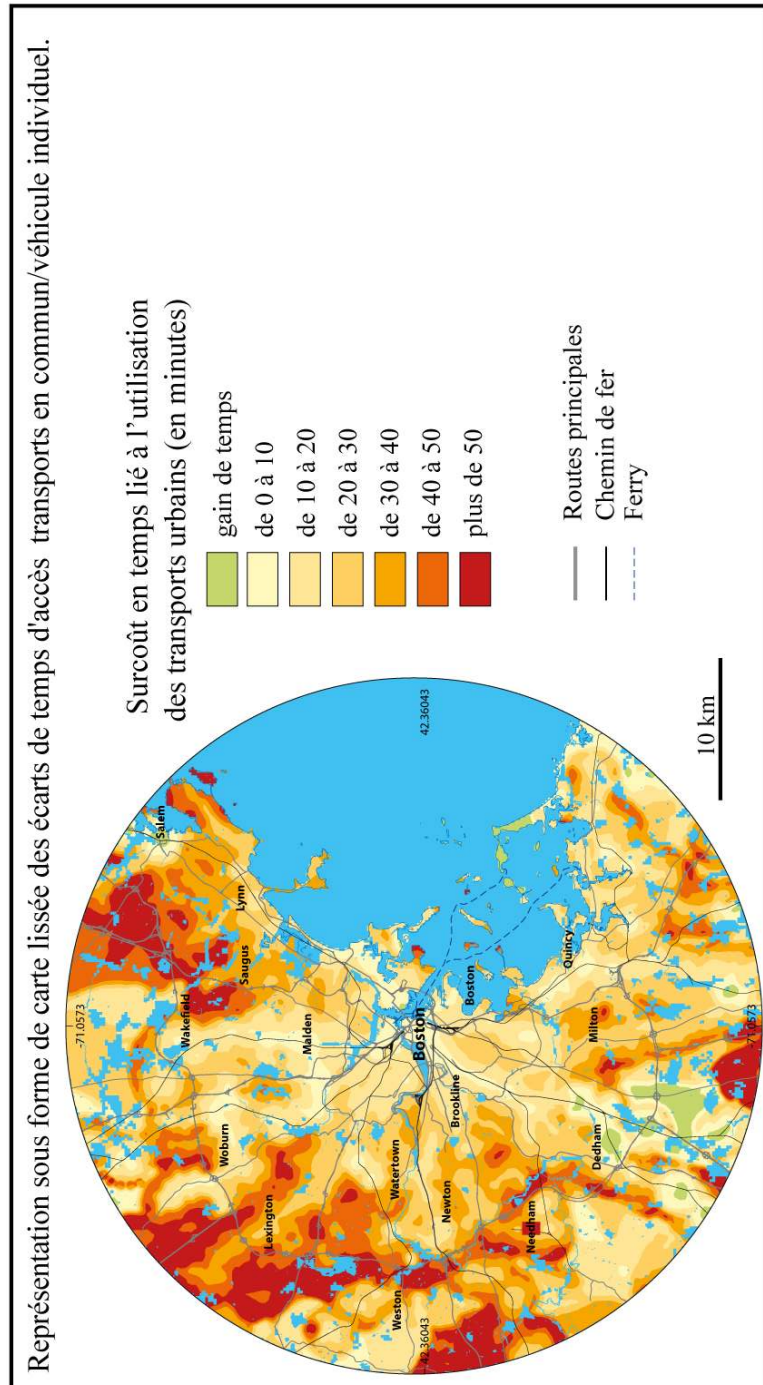 Représentation sous forme de carte lissée des écarts de temps d'accès transports en commun/véhicule individuel.
Surcoût en temps lié à l'utilisation
des transports urbains (en minutes)
gain de temps
de 0 à 10
de 10 à 20
de 20 à 30
de 30 à 40
de 40 à 50
plus de 50
Routes principales
Chemin de fer
Ferry
10 km
-71.0573
Salem
Wakefield
Lynn
Saugus
Woburn
Malden
Lexington
Watertown
Boston
42.36043
Weston
42.36043
Newton
Brookline
Boston
Needham
Quincy
Dedham
Milton
-71.0573